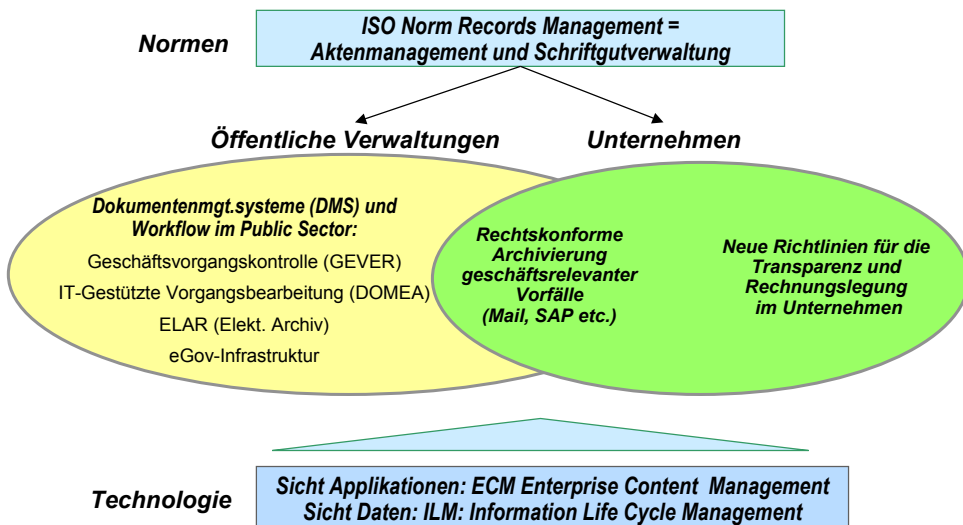 Normen
ISO Norm Records Management =
Aktenmanagement und Schriftgutverwaltung
Öffentliche Verwaltungen
Unternehmen
Dokumentenmgt.systeme (DMS) und
Workflow im Public Sector:
Geschäftsvorgangskontrolle (GEVER)
IT-Gestützte Vorgangsbearbeitung (DOMEA)
ELAR (Elekt. Archiv)
eGov-Infrastruktur
Rechtskonforme
Archivierung
geschäftsrelevanter
Vorfälle
(Mail, SAP etc.)
Neue Richtlinien für die
Transparenz und
Rechnungslegung
im Unternehmen
Technologie
Sicht Applikationen: ECM Enterprise Content Management
Sicht Daten: ILM: Information Life Cycle Management